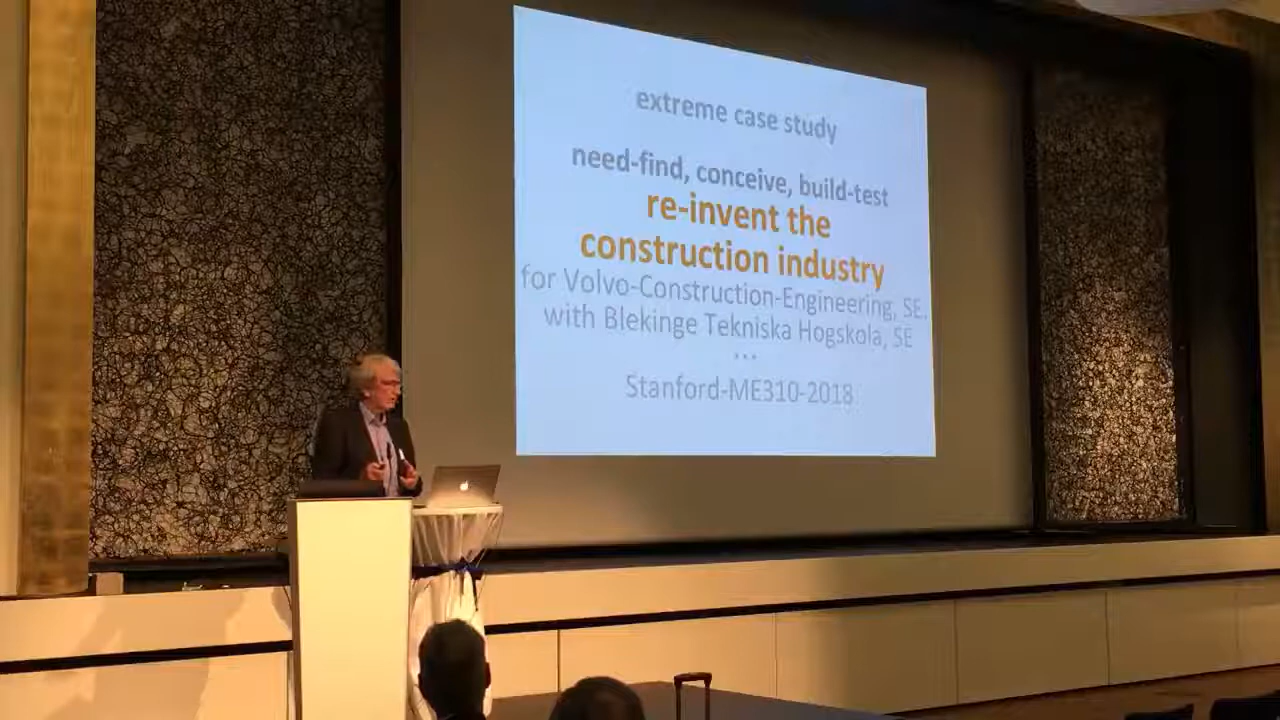 extreme case study
need-find, conceive, build-test
re-invent the
construction industry
for Volvo-Construction-Engineering, SE.
with Blekinge Tekniska Hogskola, SE
...
Stanford-ME310-2018